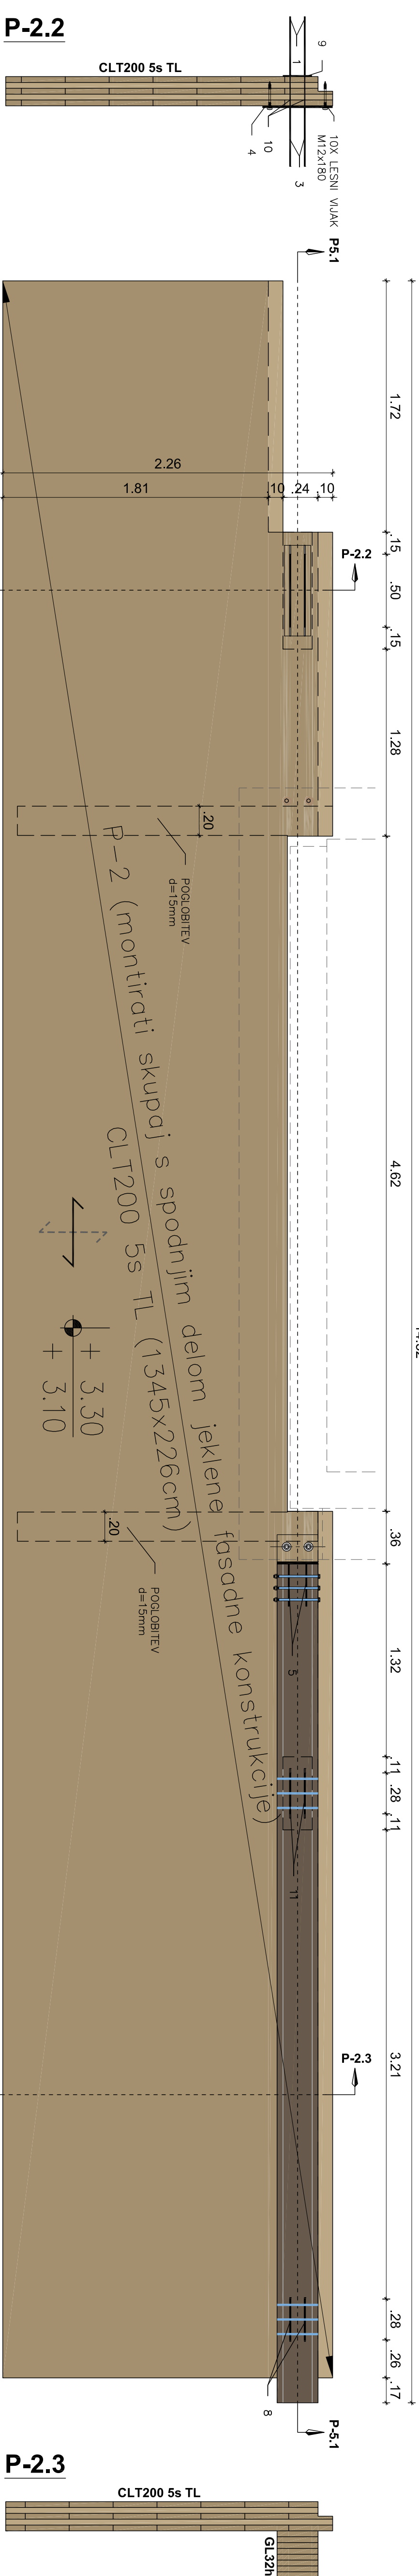 P-2.2
CLT200 5s TL
1
9
10
4
3
10X LESNI VIJAK
M12x180
P5.1
1.72
2.26
1.81
.10
.24
.10
.15
P-2.2
.50
.15
1.28
.20
POGLOBITEV
d=15mm
P-2 (montirati skupaj s spodnjim delom jeklene fasadne konstrukcije)
CLT200 5s TL (1345x226cm)
4.62
+ 3.30
+ 3.10
.20
POGLOBITEV
d=15mm
.36
5
1.32
.11
.28
.11
11
3.21
P-2.3
.28
.26
.17
8
P-5.1
P-2.3
CLT200 5s TL
GL32h